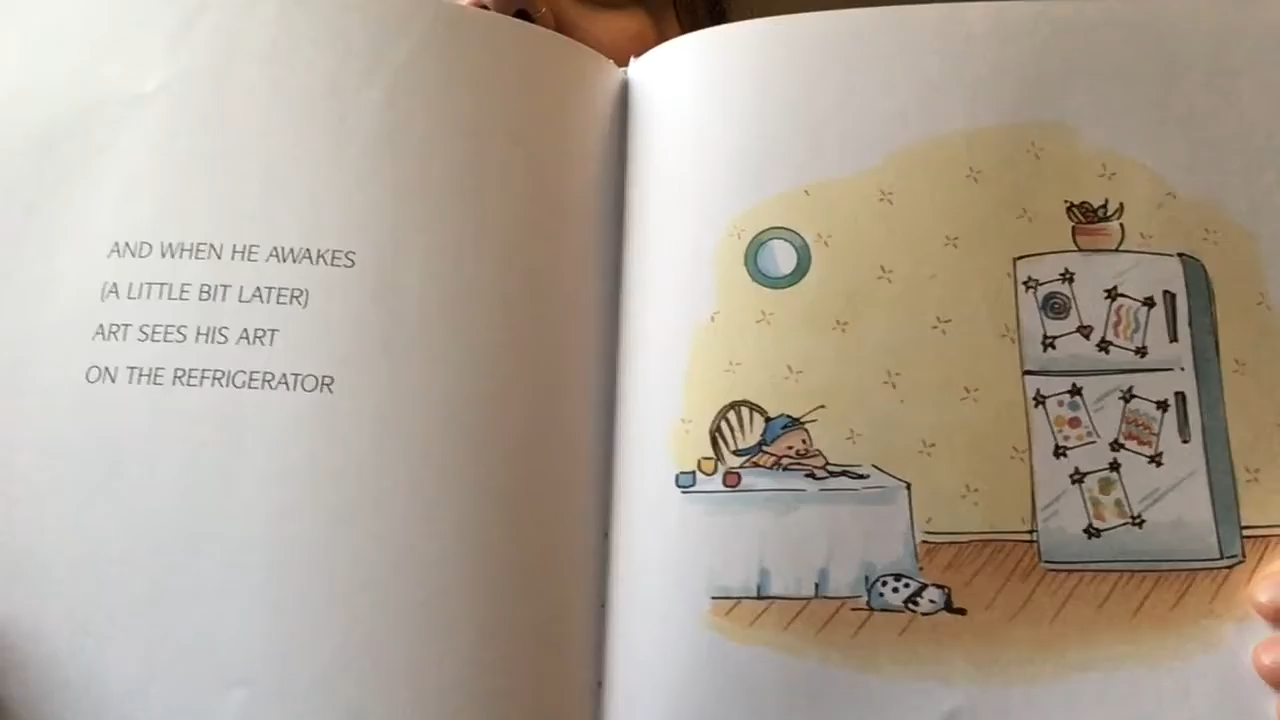 AND WHEN HE AWAKES
(A LITTLE BIT LATER)
ART SEES HIS ART
ON THE REFRIGERATOR